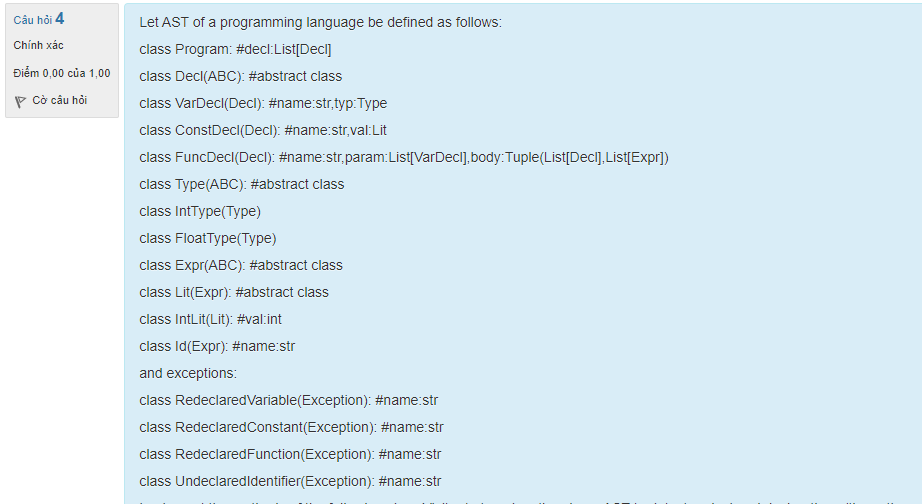 Câu hỏi 4
Chính xác
Điểm 0,00 của 1,00
Cờ câu hỏi
Let AST of a programming language be defined as follows:
class Program: #decl:List[Decl]
class Decl(ABC): #abstract class
class VarDecl(Decl): #name:str,typ:Type
class ConstDecl(Decl): #name:str,val:Lit
class FuncDecl(Decl): #name:str,param:List[VarDecl],body:Tuple(List[Decl],List[Expr])
class Type(ABC): #abstract class
class IntType(Type)
class FloatType(Type)
class Expr(ABC): #abstract class
class Lit(Expr): #abstract class
class IntLit(Lit): #val:int
class Id(Expr): #name:str
and exceptions:
class RedeclaredVariable(Exception): #name:str
class RedeclaredConstant(Exception): #name:str
class RedeclaredFunction(Exception): #name:str
class UndeclaredIdentifier(Exception): #name:str